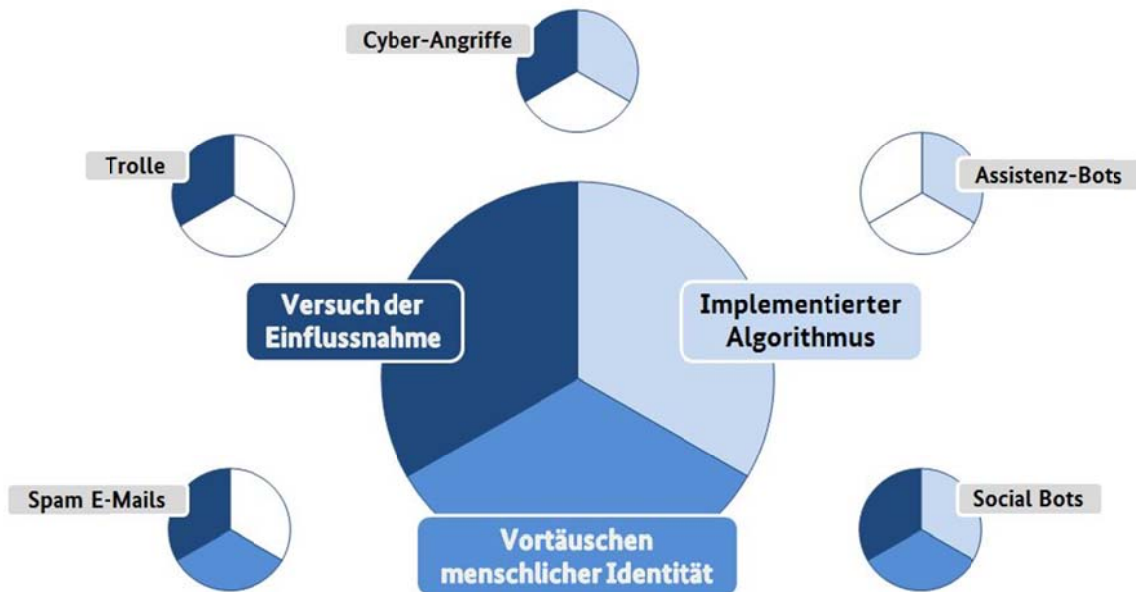 Cyber-Angriffe
Trolle
Assistenz-Bots
Versuch der
Einflussnahme
Implementierter
Algorithmus
Spam E-Mails
Social Bots
Vortäuschen
menschlicher Identität